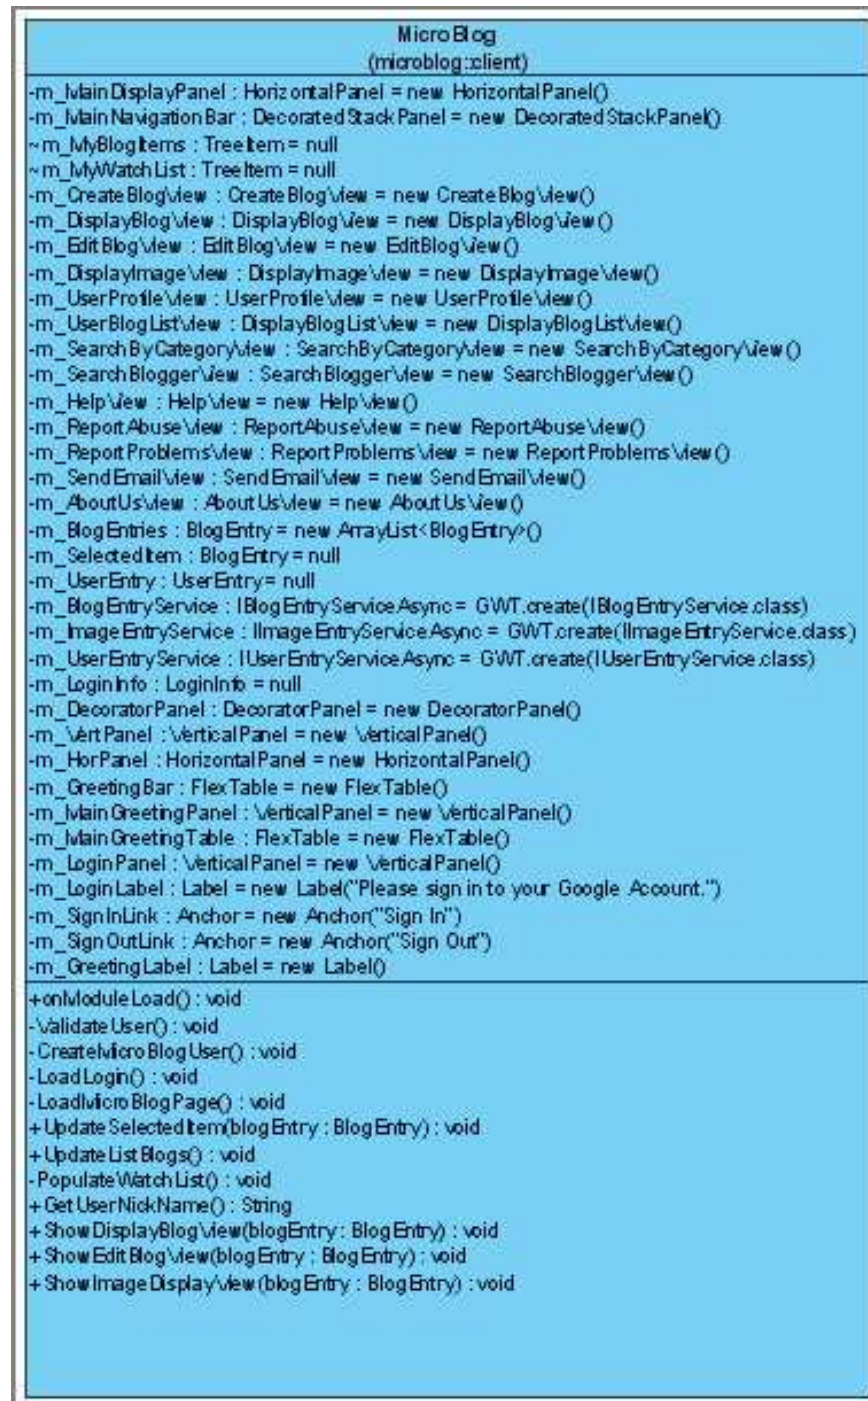 MicroBlog
(microblog::client)
-m_MainDisplayPanel : HorizontalPanel = new HorizontalPanel()
-m_MainNavigationBar : DecoratedStackPanel = new DecoratedStackPanel()
~m_MyBlogItems : TreeItem = null
~m_MyWatchList : TreeItem = null
-m_CreateBlogView : CreateBlogView = new CreateBlogView()
-m_DisplayBlogView : DisplayBlogView = new DisplayBlogView()
-m_EditBlogView : EditBlogView = new EditBlogView()
-m_DisplayImageView : DisplayImageView = new DisplayImageView()
-m_UserProfileView : UserProfileView = new UserProfileView()
-m_UserBlogListView : DisplayBlogListView = new DisplayBlogListView()
-m_SearchByCategoryView : SearchByCategoryView = new SearchByCategoryView()
-m_SearchBloggerView : SearchBloggerView = new SearchBloggerView()
-m_HelpView : HelpView = new HelpView()
-m_ReportAbuseView : ReportAbuseView = new ReportAbuseView()
-m_ReportProblemsView : ReportProblemsView = new ReportProblemsView()
-m_SendEmailView : SendEmailView = new SendEmailView()
-m_AboutUsView : AboutUsView = new AboutUsView()
-m_BlogEntries : BlogEntry = new ArrayList<BlogEntry>()
-m_SelectedItem : BlogEntry = null
-m_UserEntry : UserEntry = null
-m_BlogEntryService : IBlogEntryServiceAsync = GWT.create(IBlogEntryService.class)
-m_ImageEntryService : IImageEntryServiceAsync = GWT.create(IImageEntryService.class)
-m_UserEntryService : IUserEntryServiceAsync = GWT.create(IUserEntryService.class)
-m_LoginInfo : LoginInfo = null
-m_DecoratorPanel : DecoratorPanel = new DecoratorPanel()
-m_VertPanel : VerticalPanel = new VerticalPanel()
-m_HorPanel : HorizontalPanel = new HorizontalPanel()
-m_GreetingBar : FlexTable = new FlexTable()
-m_MainGreetingPanel : VerticalPanel = new VerticalPanel()
-m_MainGreetingTable : FlexTable = new FlexTable()
-m_LoginPanel : VerticalPanel = new VerticalPanel()
-m_LoginLabel : Label = new Label("Please sign in to your Google Account.")
-m_SignInLink : Anchor = new Anchor("Sign In")
-m_SignOutLink : Anchor = new Anchor("Sign Out")
-m_GreetingLabel : Label = new Label()
+onModuleLoad() : void
-ValidateUser() : void
-CreateMicroBlogUser() : void
-LoadLogin() : void
-LoadMicroBlogPage() : void
+UpdateSelectedItem(blogEntry : BlogEntry) : void
+UpdateListBlogs() : void
-PopulateWatchList() : void
+GetUserNickName() : String
+ShowDisplayBlogView(blogEntry : BlogEntry) : void
+ShowEditBlogView(blogEntry : BlogEntry) : void
+ShowImageDisplayView(blogEntry : BlogEntry) : void